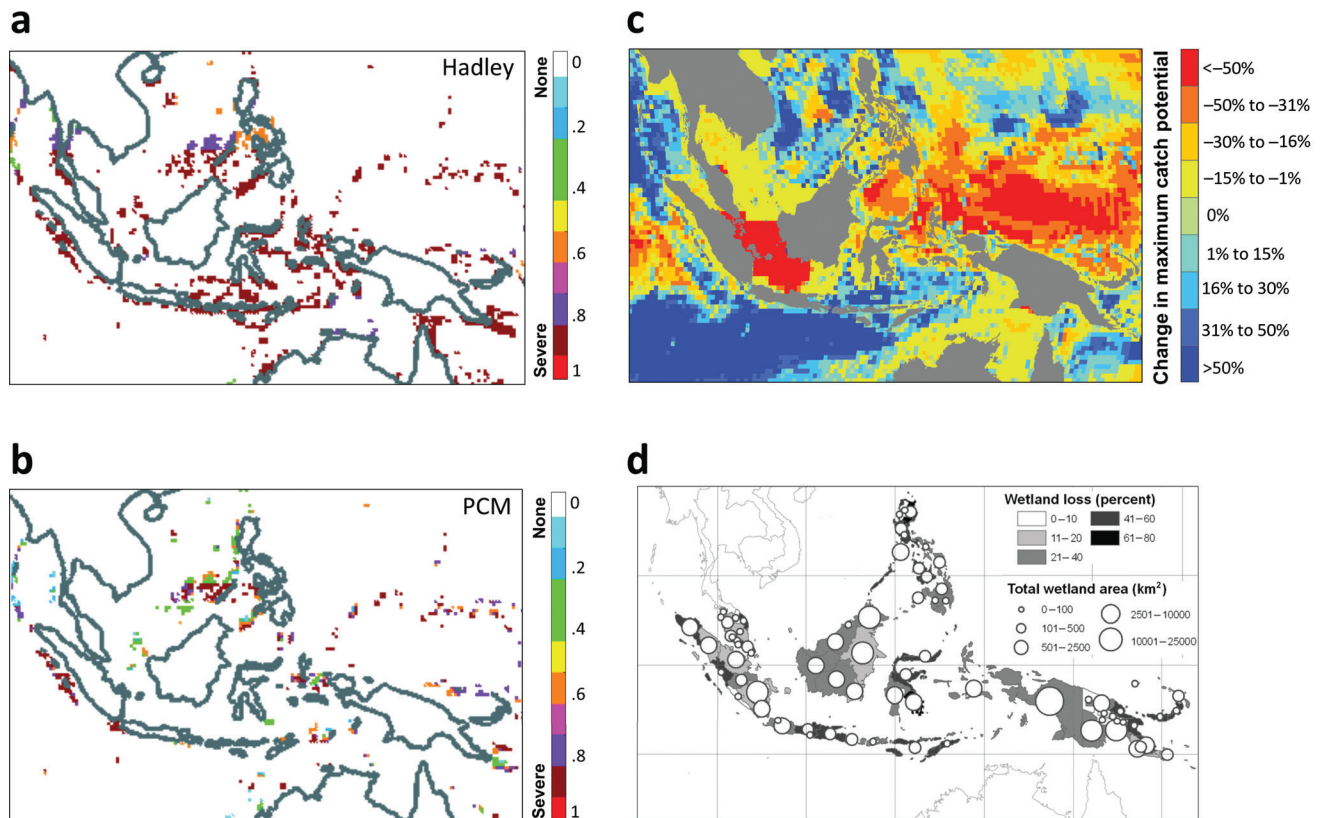 a
Hadley
None
0
.2
.4
.6
.8
1
Severe
c
Change in maximum catch potential
<–50%
–50% to –31%
–30% to –16%
–15% to –1%
0%
1% to 15%
16% to 30%
31% to 50%
>50%
b
PCM
None
0
.2
.4
.6
.8
1
Severe
d
Wetland loss (percent)
0–10
41–60
11–20
61–80
21–40
Total wetland area (km²)
0–100
2501–10000
101–500
501–2500
10001–25000